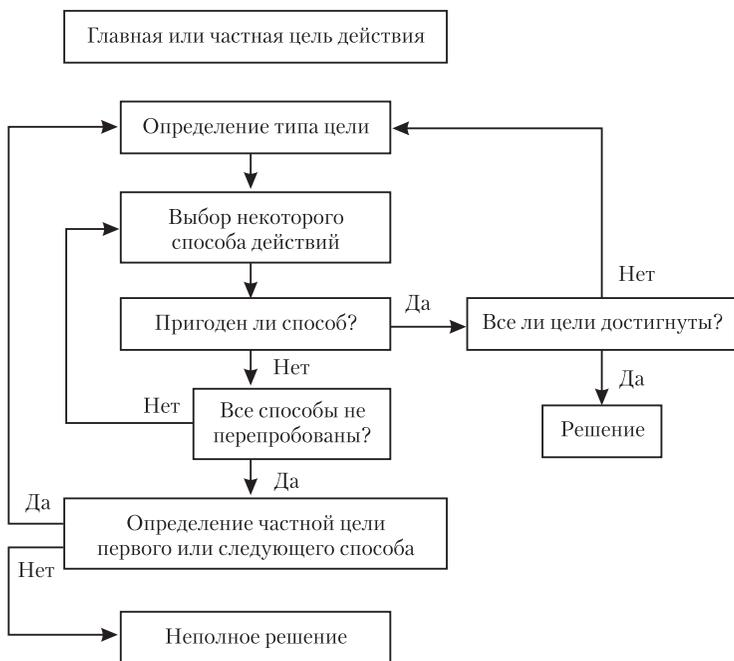 Главная или частная цель действия
Определение типа цели
Выбор некоторого
способа действий
Нет
Да
Пригоден ли способ?
Все ли цели достигнуты?
Нет
Да
Нет
Все способы не
перепробованы?
Решение
Да
Да
Определение частной цели
первого или следующего способа
Нет
Неполное решение